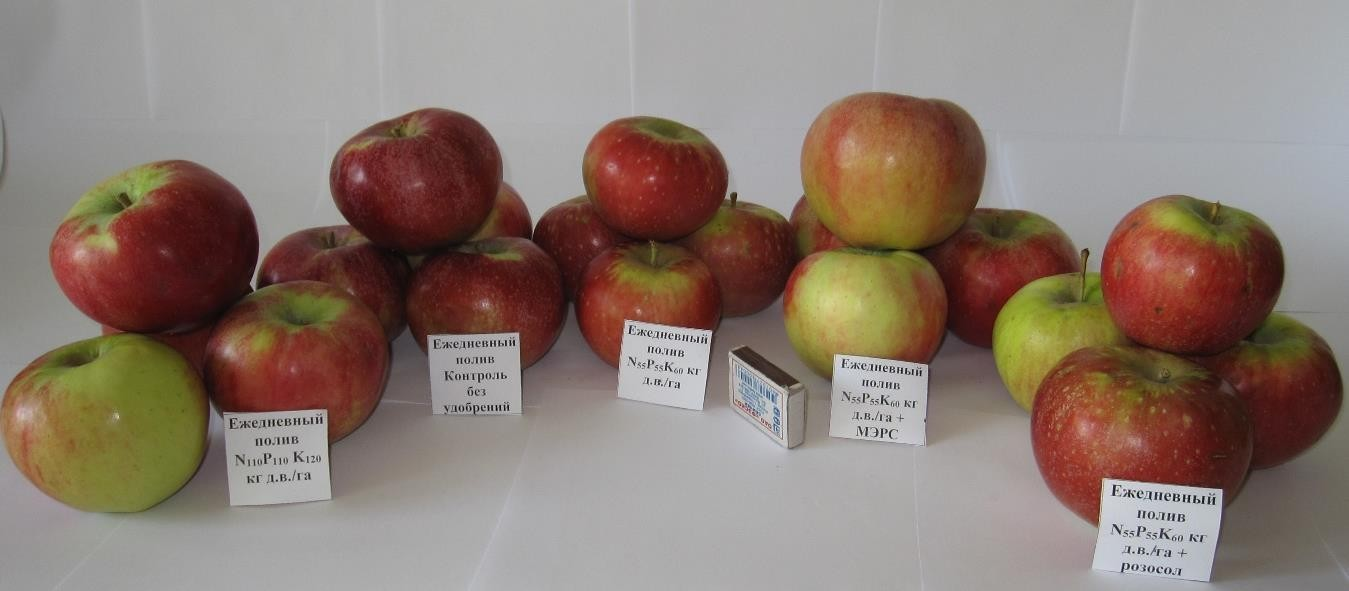 Ежедневный
полив
N₁₁₀P₁₁₀ K₁₂₀
кг д.в./га
Ежедневный
полив
Контроль
без
удобрений
Ежедневный
полив
N₅₅P₅₅K₆₀ кг
д.в./га
Ежедневный
полив
N₅₅P₅₅K₆₀ кг
д.в./га +
МЭРС
Ежедневный
полив
N₅₅P₅₅K₆₀ кг
д.в./га +
розосол